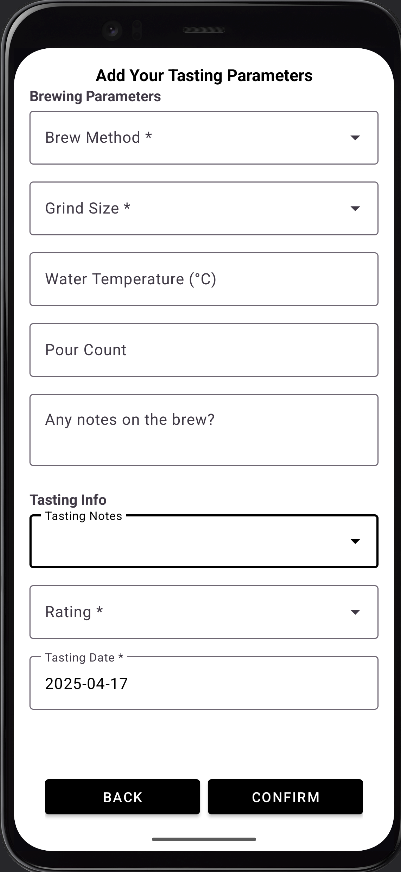 Add Your Tasting Parameters
Brewing Parameters
Brew Method *
Grind Size *
Water Temperature (°C)
Pour Count
Any notes on the brew?
Tasting Info
Tasting Notes
Rating *
Tasting Date *
2025-04-17
BACK CONFIRM